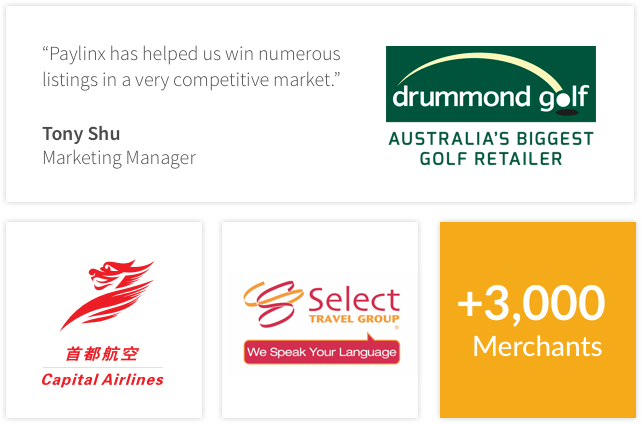 “Paylinx has helped us win numerous
listings in a very competitive market.”
Tony Shu
Marketing Manager
drummond golf
AUSTRALIA'S BIGGEST
GOLF RETAILER
首都航空
Capital Airlines
Select
TRAVEL GROUP®
We Speak Your Language
+3,000
Merchants